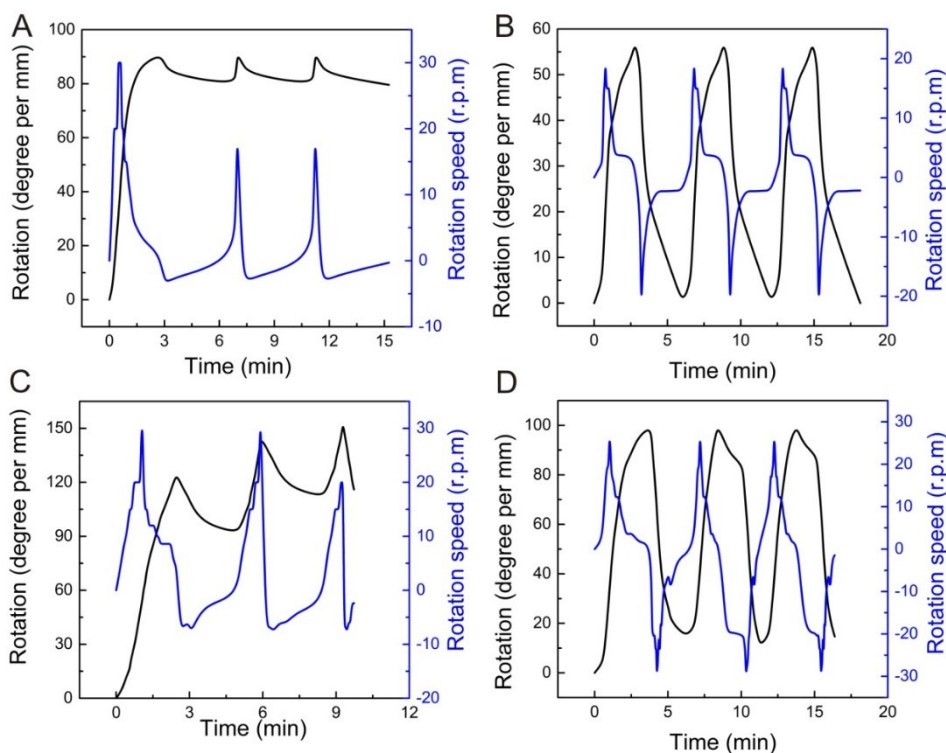 A
Rotation (degree per mm)
100
80
60
40
20
0
30
20
10
0
-10
Rotation speed (r.p.m)
0 3 6 9 12 15
Time (min)
B
Rotation (degree per mm)
60
50
40
30
20
10
0
20
10
0
-10
-20
Rotation speed (r.p.m)
0 5 10 15 20
Time (min)
C
Rotation (degree per mm)
150
120
90
60
30
0
30
20
10
0
-10
-20
Rotation speed (r.p.m)
0 3 6 9 12
Time (min)
D
Rotation (degree per mm)
100
80
60
40
20
0
30
20
10
0
-10
-20
-30
Rotation speed (r.p.m)
0 5 10 15 20
Time (min)